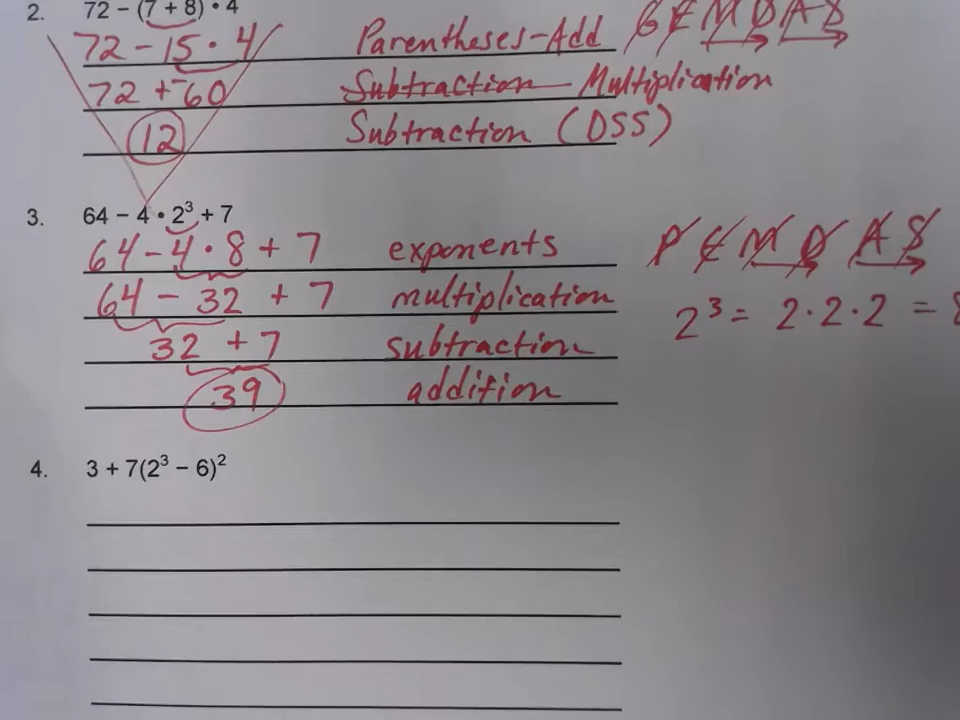 2. 72 − (7 + 8) • 4
72 − 15 · 4 Parentheses-Add G E M D A S
72 + −60 Subtraction Multiplication
12 Subtraction (DSS)
3. 64 − 4 • 2³ + 7
64 − 4 · 8 + 7 exponents P E M D A S
64 − 32 + 7 multiplication 2³ = 2·2·2 = 8
32 + 7 subtraction
39 addition
4. 3 + 7(2³ − 6)²